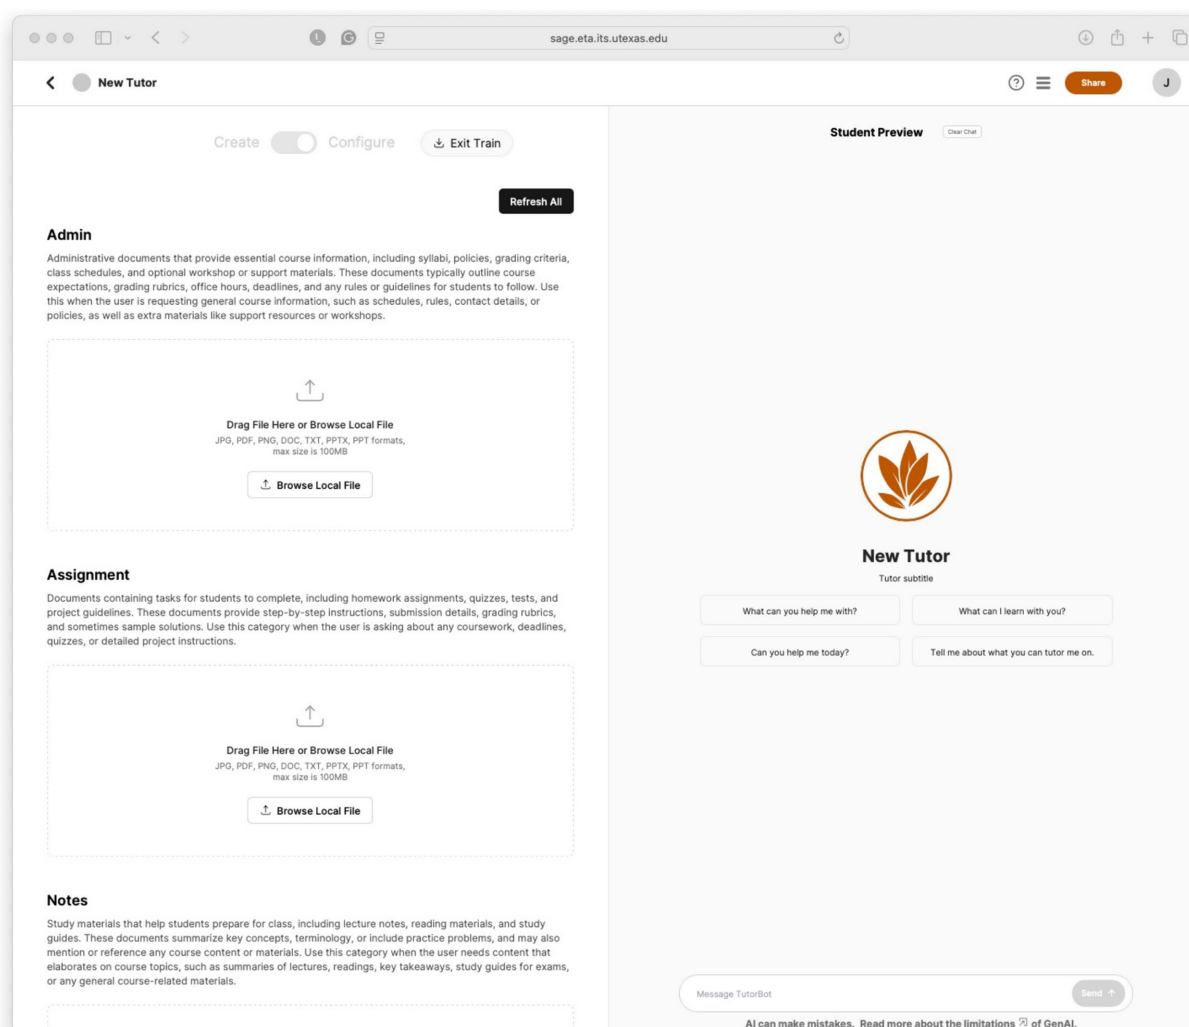 sage.eta.its.utexas.edu
New Tutor
Share
J
Create
Configure
Exit Train
Refresh All
Admin
Administrative documents that provide essential course information, including syllabi, policies, grading criteria,
class schedules, and optional workshop or support materials. These documents typically outline course
expectations, grading rubrics, office hours, deadlines, and any rules or guidelines for students to follow. Use
this when the user is requesting general course information, such as schedules, rules, contact details, or
policies, as well as extra materials like support resources or workshops.
Drag File Here or Browse Local File
JPG, PDF, PNG, DOC, TXT, PPTX, PPT formats,
max size is 100MB
Browse Local File
Assignment
Documents containing tasks for students to complete, including homework assignments, quizzes, tests, and
project guidelines. These documents provide step-by-step instructions, submission details, grading rubrics,
and sometimes sample solutions. Use this category when the user is asking about any coursework, deadlines,
quizzes, or detailed project instructions.
Drag File Here or Browse Local File
JPG, PDF, PNG, DOC, TXT, PPTX, PPT formats,
max size is 100MB
Browse Local File
Notes
Study materials that help students prepare for class, including lecture notes, reading materials, and study
guides. These documents summarize key concepts, terminology, or include practice problems, and may also
mention or reference any course content or materials. Use this category when the user needs content that
elaborates on course topics, such as summaries of lectures, readings, key takeaways, study guides for exams,
or any general course-related materials.
Student Preview
Clear Chat
New Tutor
Tutor subtitle
What can you help me with?
What can I learn with you?
Can you help me today?
Tell me about what you can tutor me on.
Message TutorBot
Send
AI can make mistakes. Read more about the limitations of GenAI.